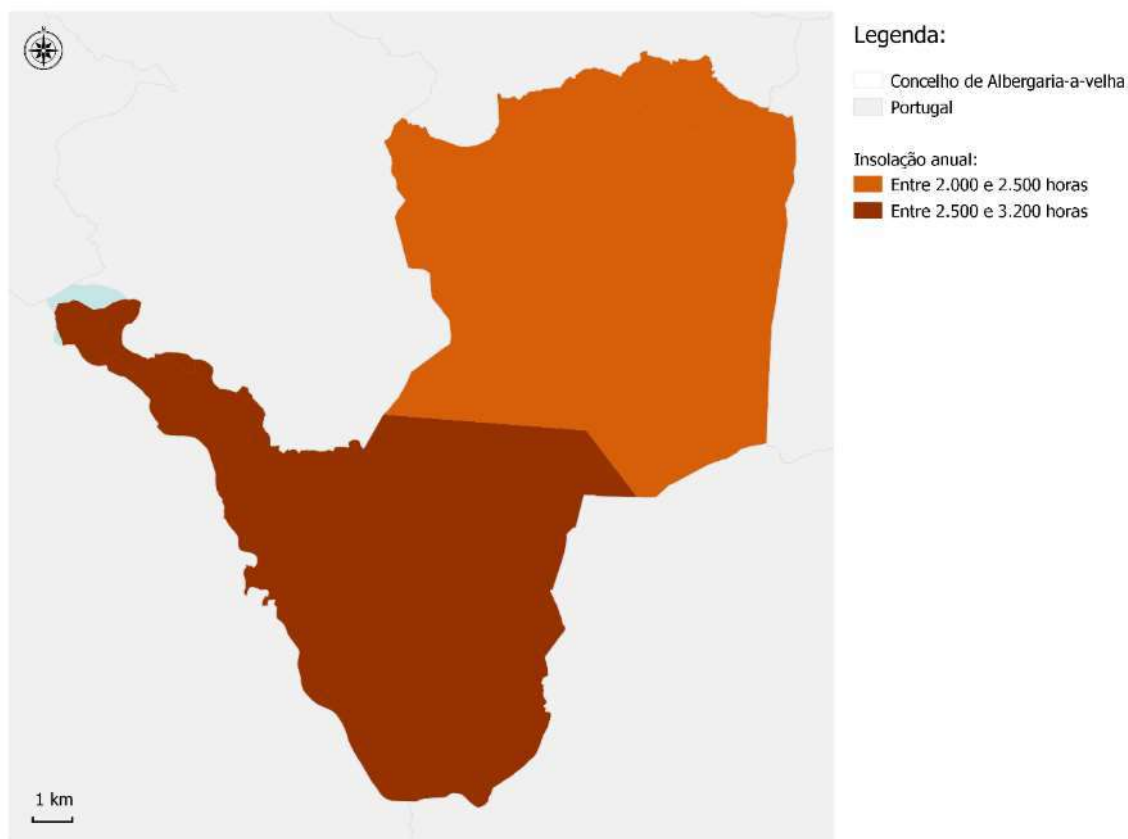 Legenda:
Concelho de Albergaria-a-velha
Portugal
Insolação anual:
Entre 2.000 e 2.500 horas
Entre 2.500 e 3.200 horas
1 km